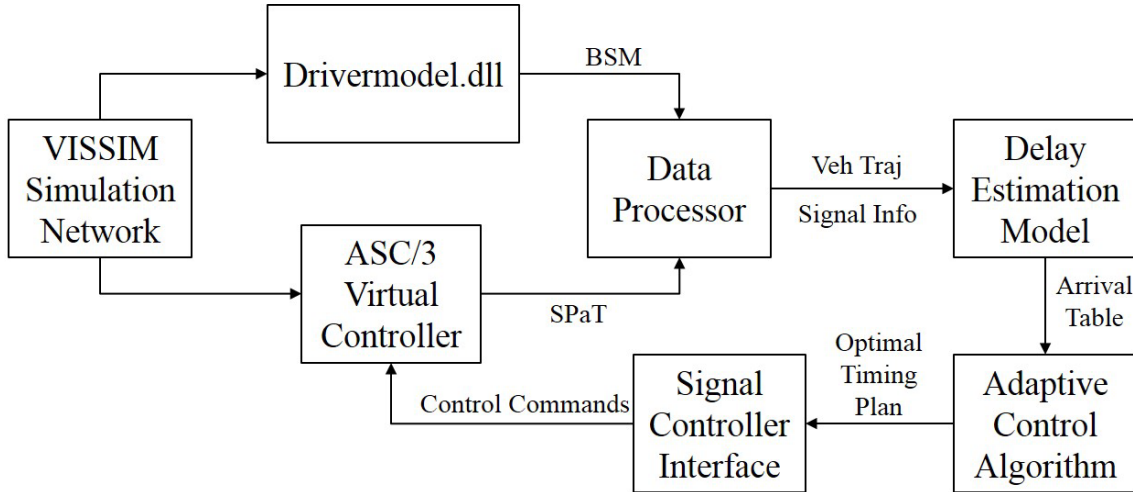 Drivermodel.dll
BSM
VISSIM
Simulation
Network
Data
Processor
Veh Traj
Signal Info
Delay
Estimation
Model
ASC/3
Virtual
Controller
SPaT
Arrival
Table
Optimal
Timing
Plan
Control Commands
Signal
Controller
Interface
Adaptive
Control
Algorithm